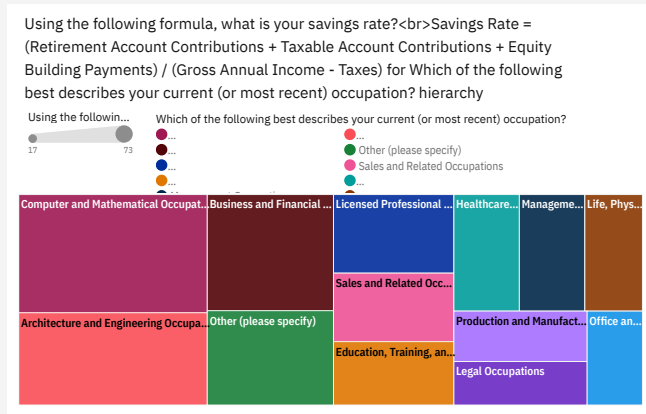 Using the following formula, what is your savings rate?<br>Savings Rate =
(Retirement Account Contributions + Taxable Account Contributions + Equity
Building Payments) / (Gross Annual Income - Taxes) for Which of the following
best describes your current (or most recent) occupation? hierarchy
Using the followin...
17
73
Which of the following best describes your current (or most recent) occupation?
...
...
...
...
...
Other (please specify)
Sales and Related Occupations
...
Computer and Mathematical Occupat...
Business and Financial ...
Licensed Professional ...
Healthcare...
Manageme...
Life, Phys...
Sales and Related Occ...
Architecture and Engineering Occupa...
Other (please specify)
Production and Manufact...
Office an...
Education, Training, an...
Legal Occupations